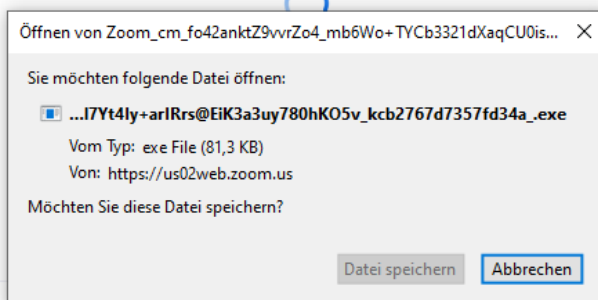 Öffnen von Zoom_cm_fo42anktZ9vvrZo4_mb6Wo+TYCb3321dXaqCU0is...
Sie möchten folgende Datei öffnen:
...l7Yt4ly+arIRrs@EiK3a3uy780hKO5v_kcb2767d7357fd34a_.exe
Vom Typ: exe File (81,3 KB)
Von: https://us02web.zoom.us
Möchten Sie diese Datei speichern?
Datei speichern Abbrechen